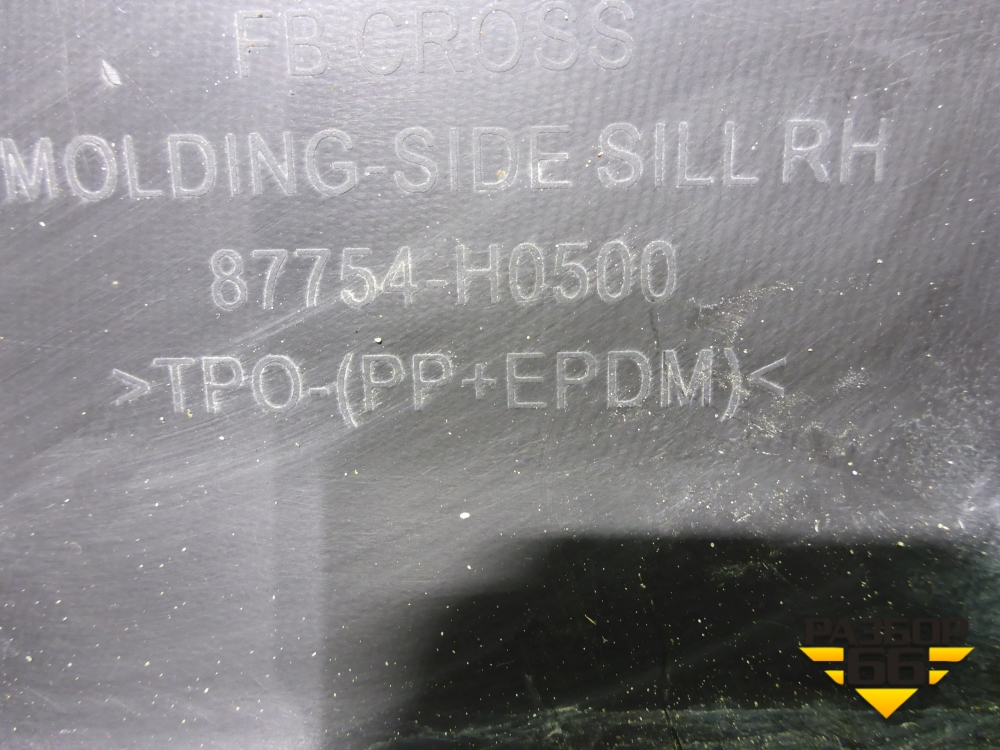 FB CROSS
MOLDING-SIDE SILL RH
87754-H0500
>TPO-(PP+EPDM)<
РАЗБОР
66